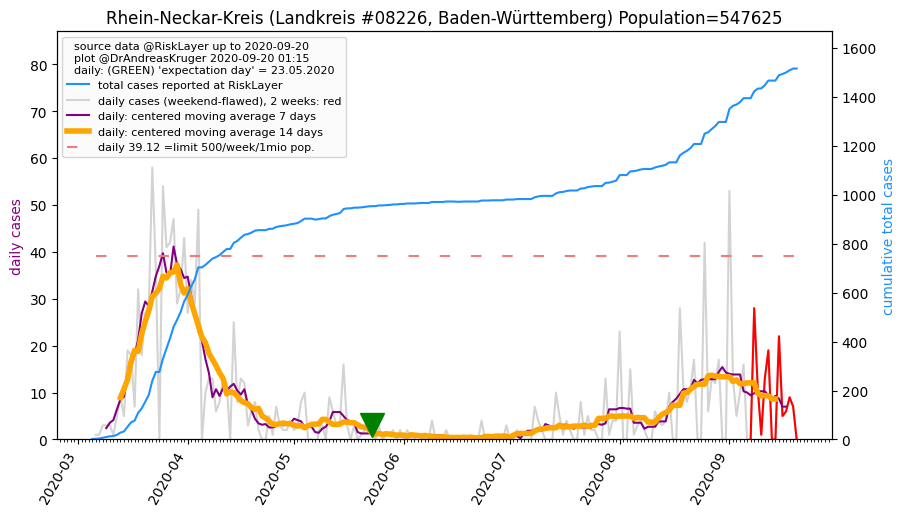 Rhein-Neckar-Kreis (Landkreis #08226, Baden-Württemberg) Population=547625
source data @RiskLayer up to 2020-09-20
plot @DrAndreasKruger 2020-09-20 01:15
daily: (GREEN) 'expectation day' = 23.05.2020
total cases reported at RiskLayer
daily cases (weekend-flawed), 2 weeks: red
daily: centered moving average 7 days
daily: centered moving average 14 days
daily 39.12 =limit 500/week/1mio pop.
daily cases
80
70
60
50
40
30
20
10
0
cumulative total cases
1600
1400
1200
1000
800
600
400
200
0
2020-03
2020-04
2020-05
2020-06
2020-07
2020-08
2020-09